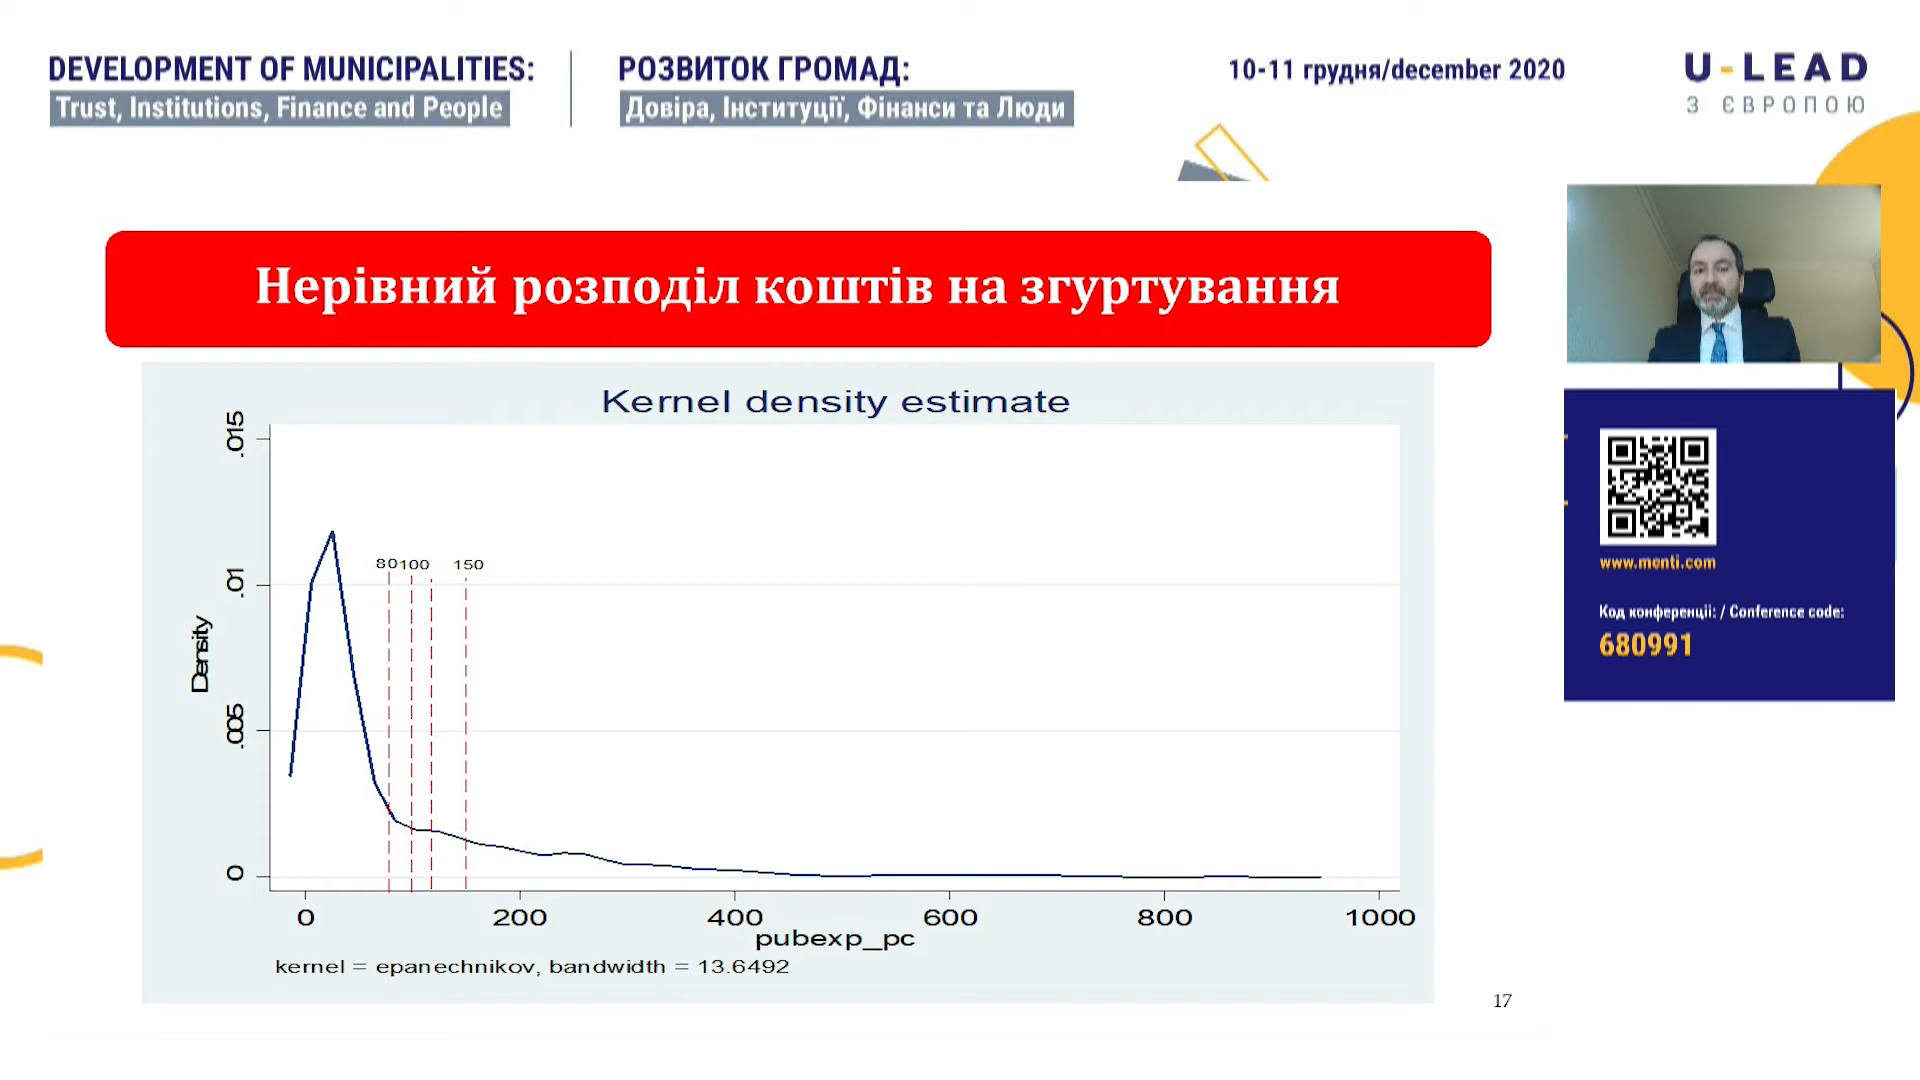 DEVELOPMENT OF MUNICIPALITIES:
Trust, Institutions, Finance and People
РОЗВИТОК ГРОМАД:
Довіра, Інституції, Фінанси та Люди
10-11 грудня/december 2020
U-LEAD
З ЄВРОПОЮ
Нерівний розподіл коштів на згуртування
Kernel density estimate
.015
.01
.005
0
Density
80 100 150
0 200 400 600 800 1000
pubexp_pc
kernel = epanechnikov, bandwidth = 13.6492
17
www.menti.com
Код конференції: / Conference code:
680991